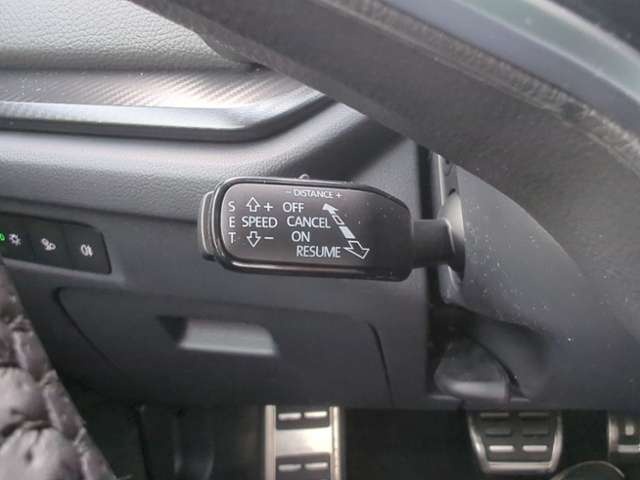 - DISTANCE +
S + OFF
E SPEED CANCEL
T - ON
RESUME